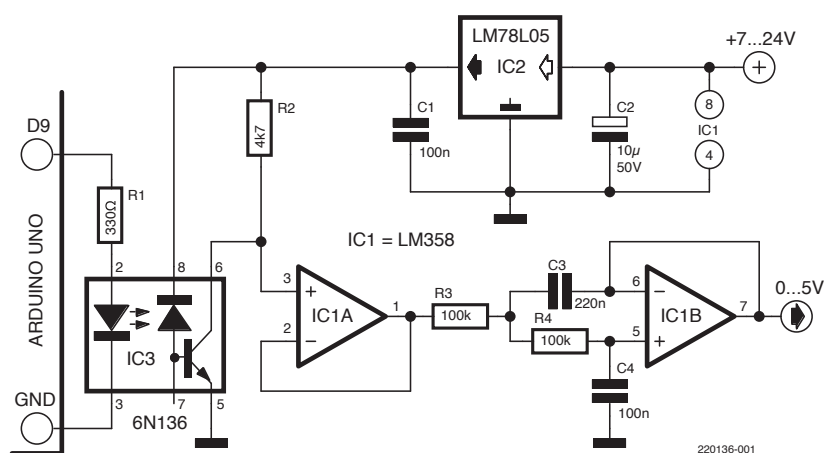 LM78L05
IC2
+7...24V
D9
R2
4k7
C1
100n
C2
10µ
50V
8
IC1
4
R1
330Ω
ARDUINO UNO
IC1 = LM358
2
8
6
IC3
3
7
5
6N136
GND
3
2
IC1A
1
R3
100k
C3
220n
R4
100k
C4
100n
6
5
IC1B
7
0...5V
220136-001